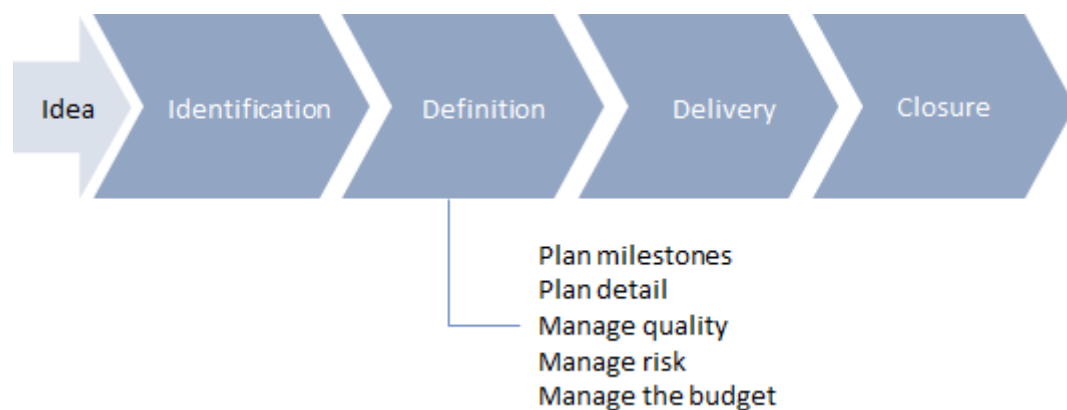 Idea
Identification
Definition
Delivery
Closure
Plan milestones
Plan detail
Manage quality
Manage risk
Manage the budget